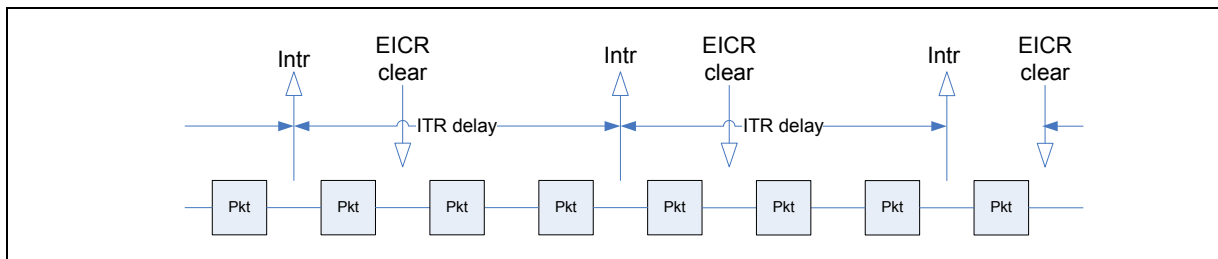 Intr
EICR
clear
Intr
EICR
clear
Intr
EICR
clear
ITR delay
ITR delay
Pkt
Pkt
Pkt
Pkt
Pkt
Pkt
Pkt
Pkt